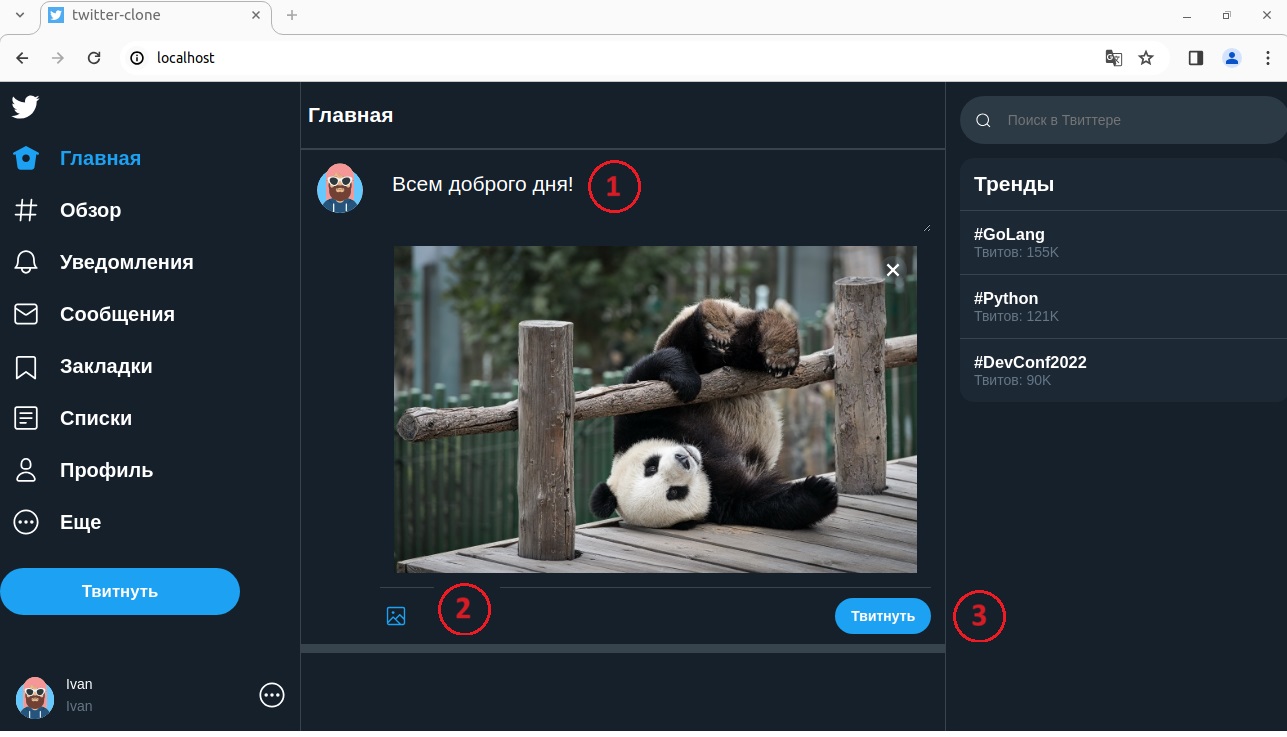 twitter-clone
localhost
Главная
Обзор
Уведомления
Сообщения
Закладки
Списки
Профиль
Еще
Твитнуть
Ivan
Ivan
Главная
Всем доброго дня!
1
2
Твитнуть
3
Поиск в Твиттере
Тренды
#GoLang
Твитов: 155K
#Python
Твитов: 121K
#DevConf2022
Твитов: 90K